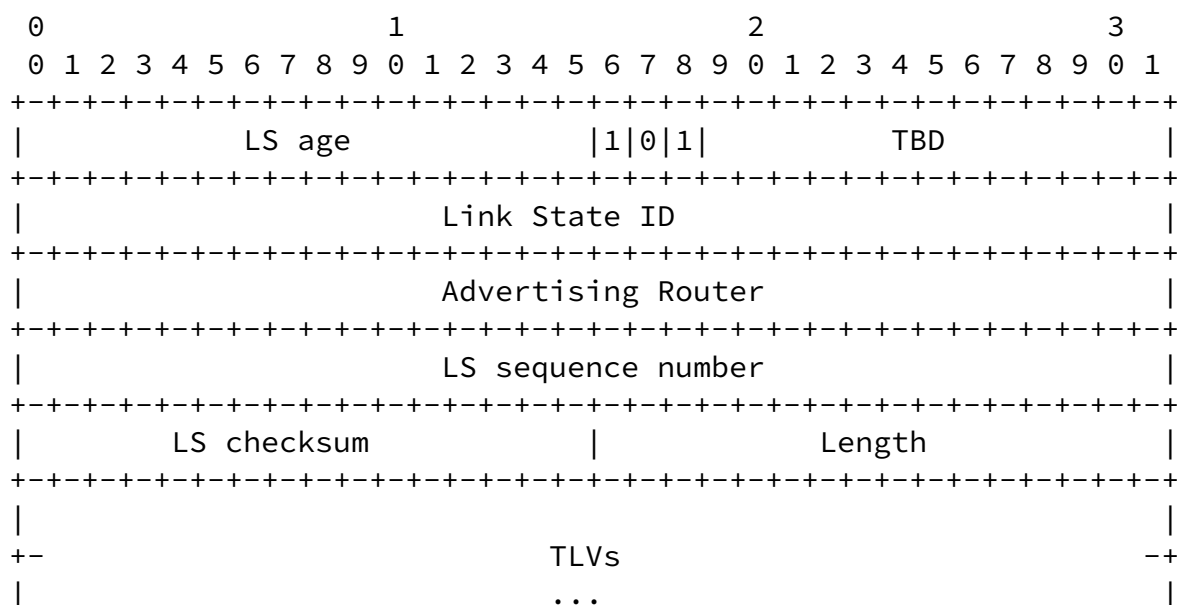 0                   1                   2                   3
 0 1 2 3 4 5 6 7 8 9 0 1 2 3 4 5 6 7 8 9 0 1 2 3 4 5 6 7 8 9 0 1
+-+-+-+-+-+-+-+-+-+-+-+-+-+-+-+-+-+-+-+-+-+-+-+-+-+-+-+-+-+-+-+-+
|            LS age             |1|0|1|          TBD            |
+-+-+-+-+-+-+-+-+-+-+-+-+-+-+-+-+-+-+-+-+-+-+-+-+-+-+-+-+-+-+-+-+
|                       Link State ID                           |
+-+-+-+-+-+-+-+-+-+-+-+-+-+-+-+-+-+-+-+-+-+-+-+-+-+-+-+-+-+-+-+-+
|                       Advertising Router                      |
+-+-+-+-+-+-+-+-+-+-+-+-+-+-+-+-+-+-+-+-+-+-+-+-+-+-+-+-+-+-+-+-+
|                       LS sequence number                      |
+-+-+-+-+-+-+-+-+-+-+-+-+-+-+-+-+-+-+-+-+-+-+-+-+-+-+-+-+-+-+-+-+
|        LS checksum            |            Length             |
+-+-+-+-+-+-+-+-+-+-+-+-+-+-+-+-+-+-+-+-+-+-+-+-+-+-+-+-+-+-+-+-+
|                                                               |
+-                            TLVs                             -+
|                             ...                               |